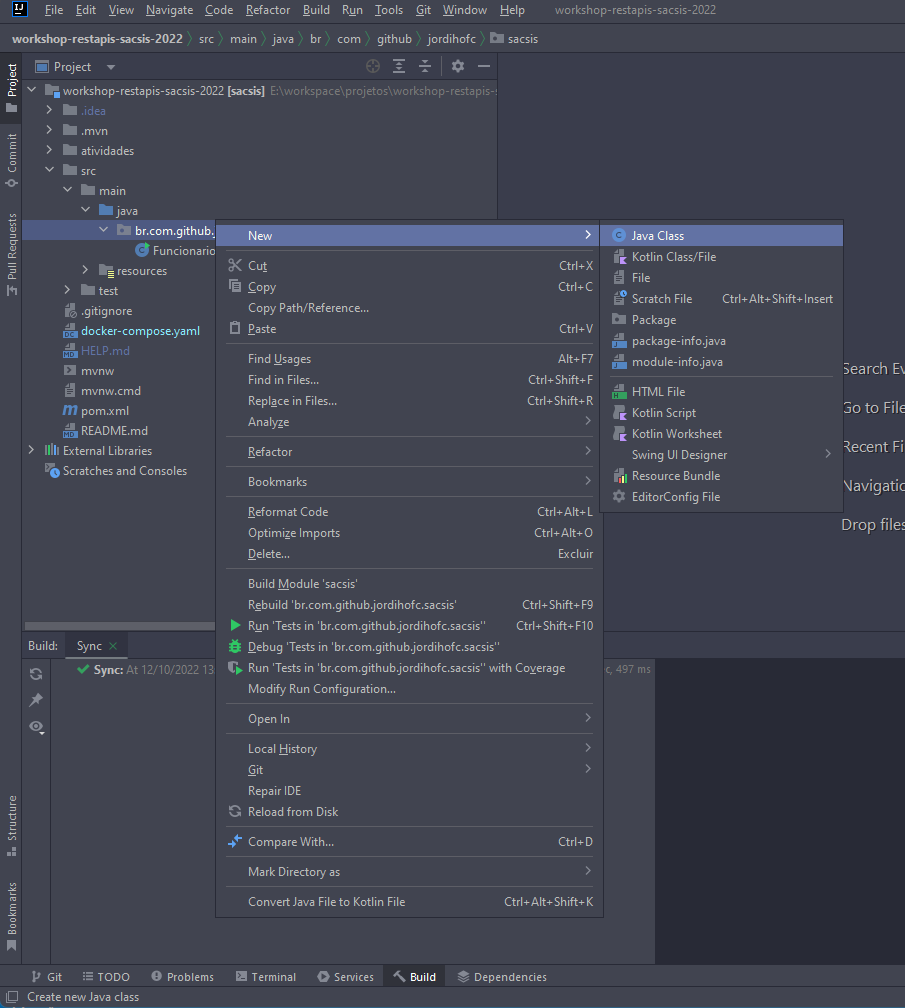 File Edit View Navigate Code Refactor Build Run Tools Git Window Help workshop-restapis-sacsis-2022
workshop-restapis-sacsis-2022 src main java br com github jordihofc sacsis
Project
Project
workshop-restapis-sacsis-2022 [sacsis] E:\workspace\projetos\workshop-restapis-s
.idea
.mvn
atividades
src
main
java
br.com.github.
Funcionario
resources
test
.gitignore
docker-compose.yaml
HELP.md
mvnw
mvnw.cmd
pom.xml
README.md
External Libraries
Scratches and Consoles
Commit
Pull Requests
New
Cut Ctrl+X
Copy Ctrl+C
Copy Path/Reference...
Paste Ctrl+V
Find Usages Alt+F7
Find in Files... Ctrl+Shift+F
Replace in Files... Ctrl+Shift+R
Analyze
Refactor
Bookmarks
Reformat Code Ctrl+Alt+L
Optimize Imports Ctrl+Alt+O
Delete... Excluir
Build Module 'sacsis'
Rebuild 'br.com.github.jordihofc.sacsis' Ctrl+Shift+F9
Run 'Tests in 'br.com.github.jordihofc.sacsis'' Ctrl+Shift+F10
Debug 'Tests in 'br.com.github.jordihofc.sacsis''
Run 'Tests in 'br.com.github.jordihofc.sacsis'' with Coverage
Modify Run Configuration...
Open In
Local History
Git
Repair IDE
Reload from Disk
Compare With... Ctrl+D
Mark Directory as
Convert Java File to Kotlin File Ctrl+Alt+Shift+K
Java Class
Kotlin Class/File
File
Scratch File Ctrl+Alt+Shift+Insert
Package
package-info.java
module-info.java
HTML File
Kotlin Script
Kotlin Worksheet
Swing UI Designer
Resource Bundle
EditorConfig File
Search Ev
Go to File
Recent Fi
Navigatio
Drop files
Build: Sync
Sync: At 12/10/2022 13
c, 497 ms
Structure
Bookmarks
Git TODO Problems Terminal Services Build Dependencies
Create new Java class